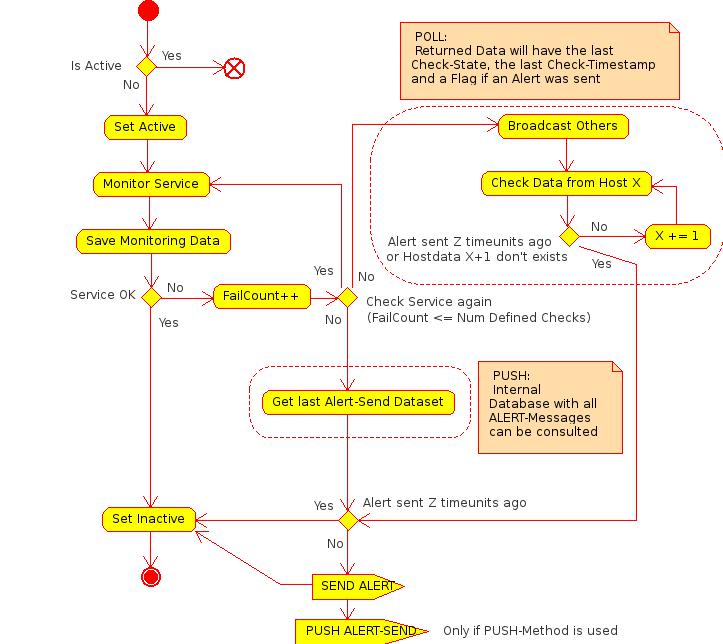 POLL:
Returned Data will have the last
Check-State, the last Check-Timestamp
and a Flag if an Alert was sent
Is Active
Yes
No
Set Active
Broadcast Others
Monitor Service
Check Data from Host X
Save Monitoring Data
No
X += 1
Alert sent Z timeunits ago
or Hostdata X+1 don't exists
Yes
Service OK
No
FailCount++
Yes
No
Check Service again
(FailCount <= Num Defined Checks)
Yes
No
PUSH:
Internal
Database with all
ALERT-Messages
can be consulted
Get last Alert-Send Dataset
Set Inactive
Yes
Alert sent Z timeunits ago
No
SEND ALERT
PUSH ALERT-SEND
Only if PUSH-Method is used